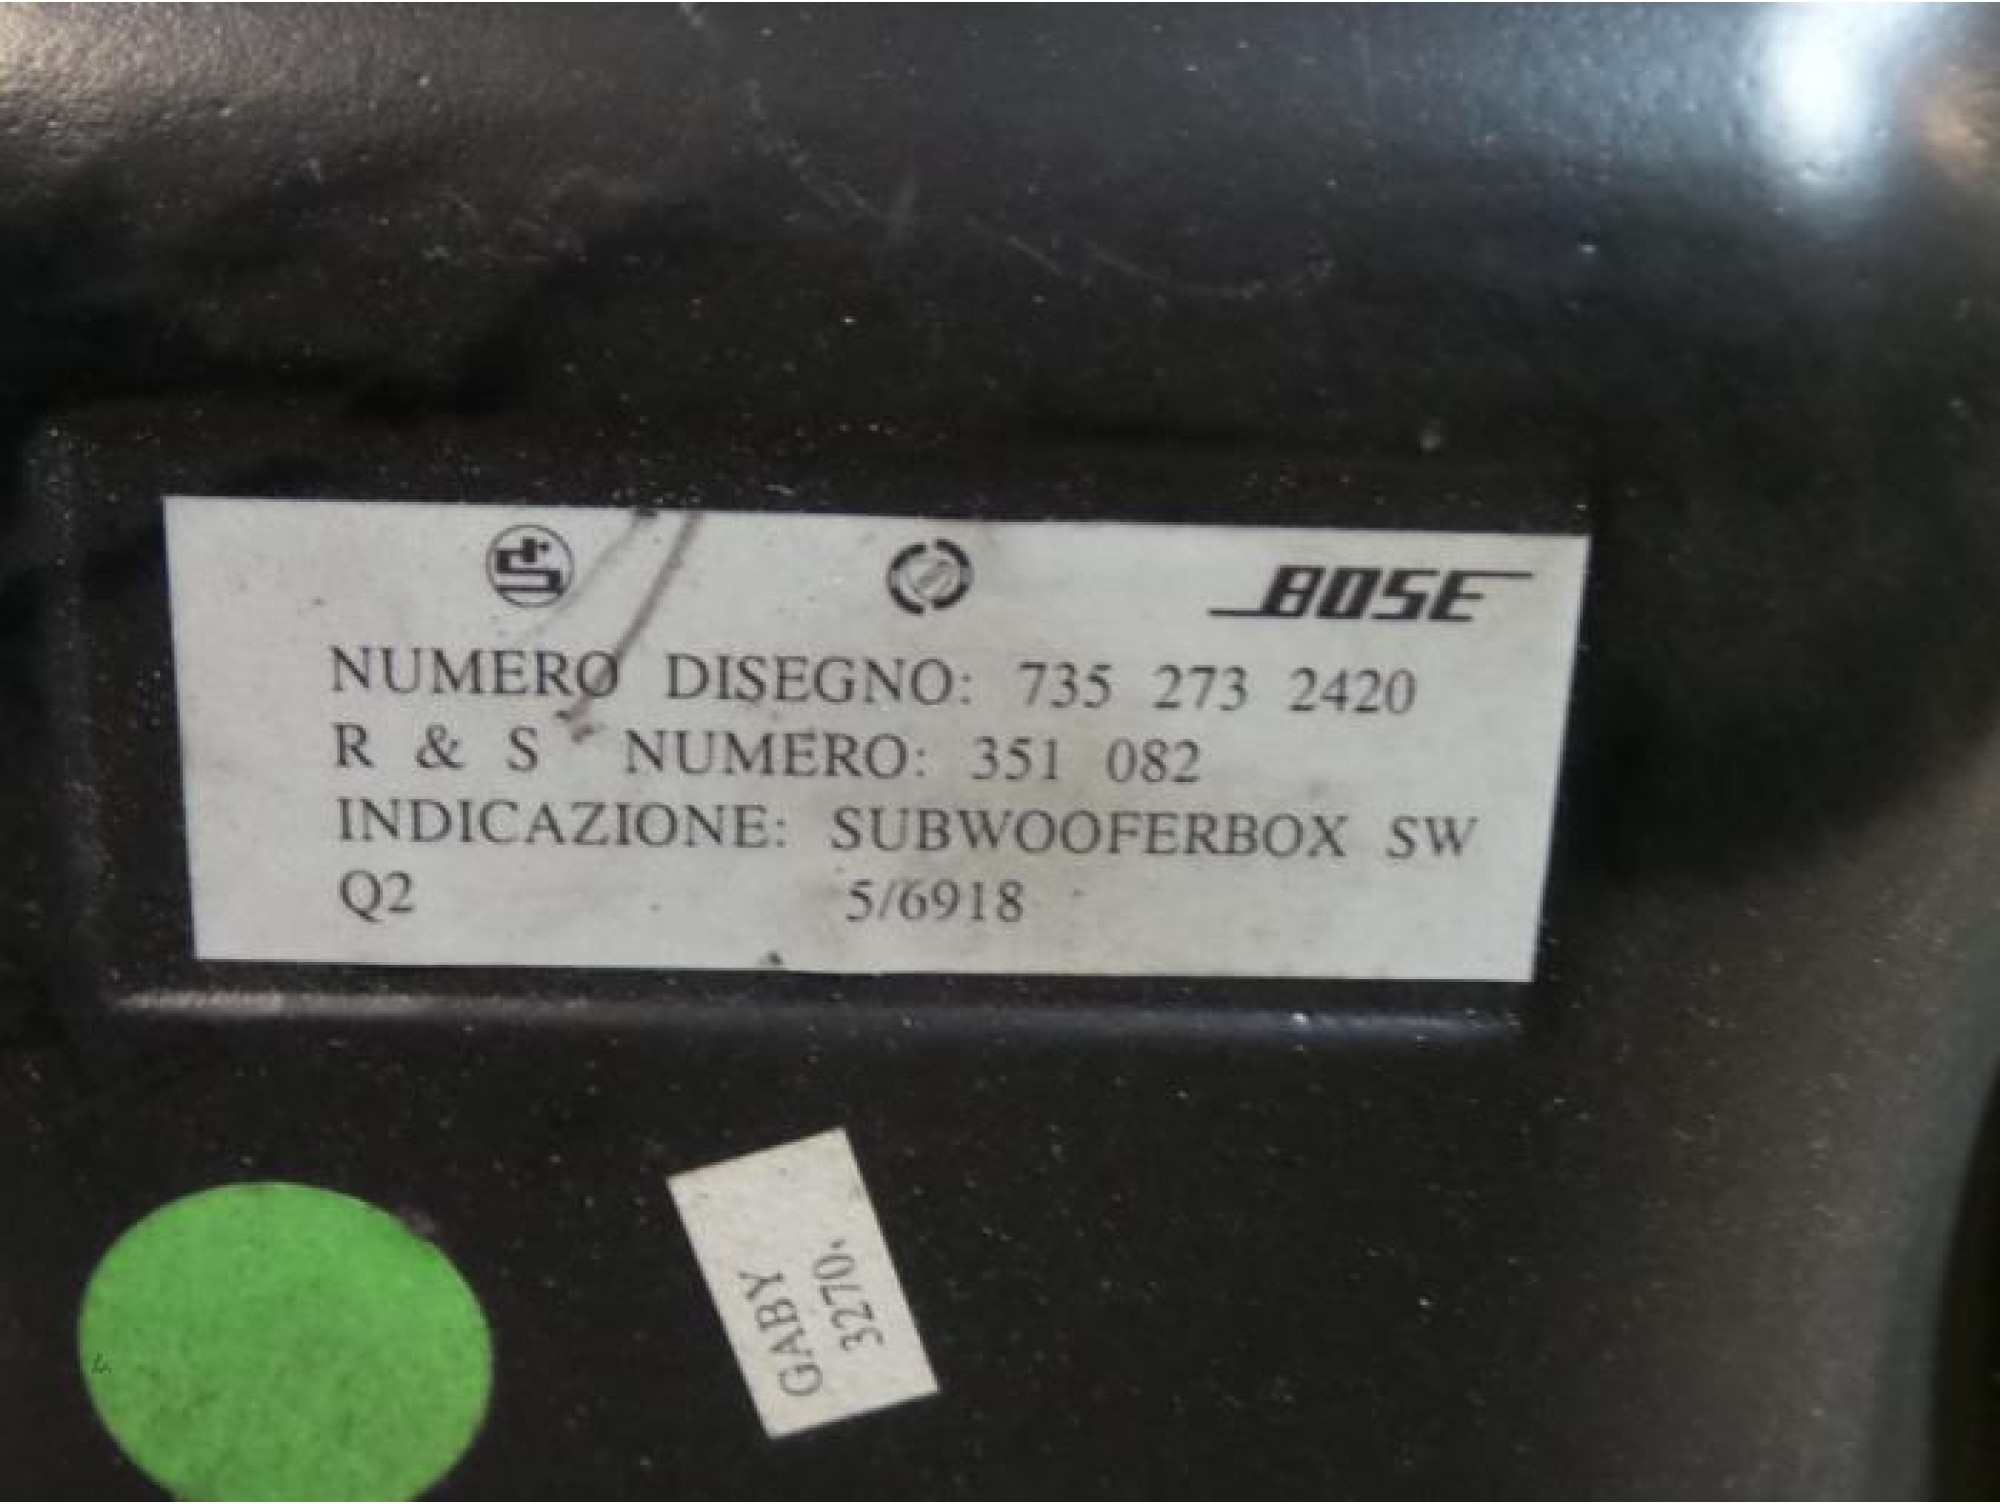 BOSE
NUMERO DISEGNO: 735 273 2420
R & S NUMERO: 351 082
INDICAZIONE: SUBWOOFERBOX SW
Q2 5/6918
GABY
3270.